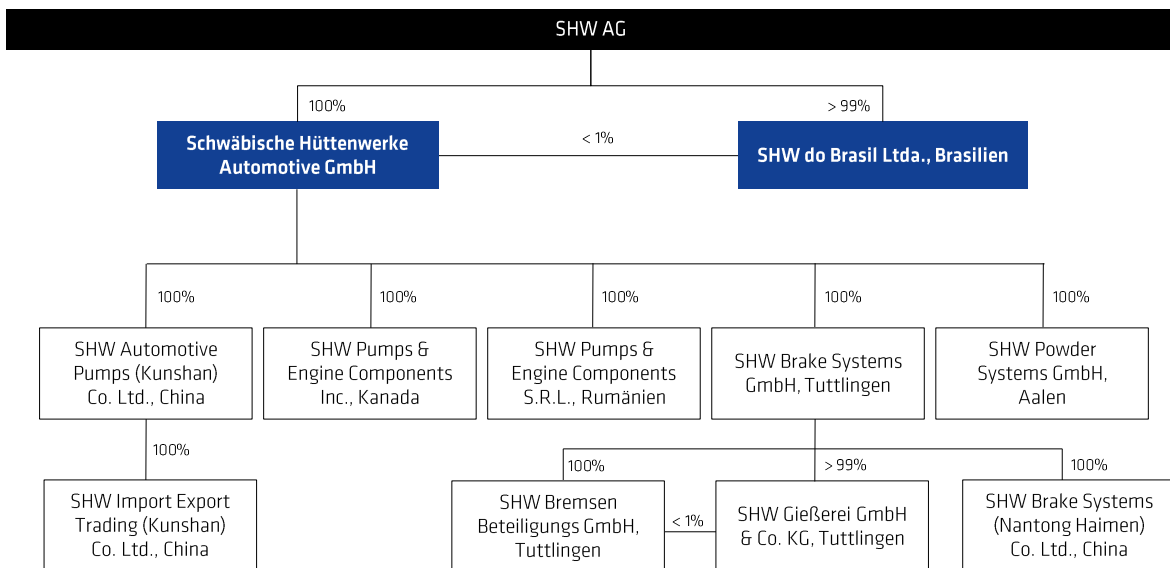 SHW AG
100%
> 99%
Schwäbische Hüttenwerke
Automotive GmbH
< 1%
SHW do Brasil Ltda., Brasilien
100%
100%
100%
100%
100%
SHW Automotive
Pumps (Kunshan)
Co. Ltd., China
SHW Pumps &
Engine Components
Inc., Kanada
SHW Pumps &
Engine Components
S.R.L., Rumänien
SHW Brake Systems
GmbH, Tuttlingen
SHW Powder
Systems GmbH,
Aalen
100%
100%
> 99%
100%
SHW Import Export
Trading (Kunshan)
Co. Ltd., China
SHW Bremsen
Beteiligungs GmbH,
Tuttlingen
< 1%
SHW Gießerei GmbH
& Co. KG, Tuttlingen
SHW Brake Systems
(Nantong Haimen)
Co. Ltd., China